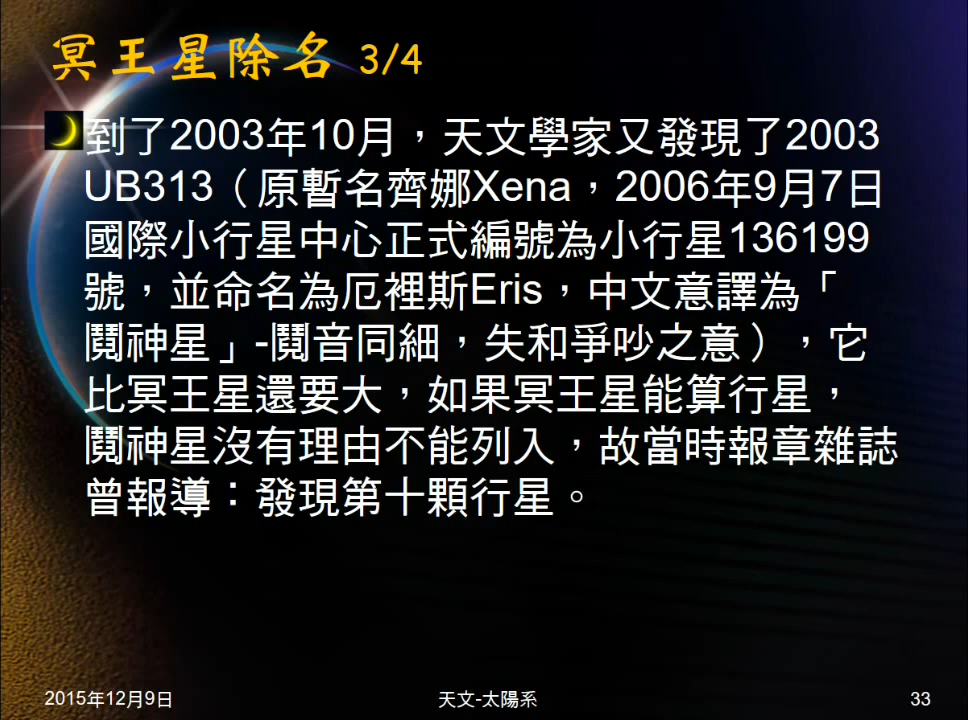 冥王星除名 3/4
到了2003年10月，天文學家又發現了2003
UB313（原暫名齊娜Xena，2006年9月7日
國際小行星中心正式編號為小行星136199
號，並命名為厄裡斯Eris，中文意譯為「
鬩神星」-鬩音同細，失和爭吵之意），它
比冥王星還要大，如果冥王星能算行星，
鬩神星沒有理由不能列入，故當時報章雜誌
曾報導：發現第十顆行星。
2015年12月9日
天文-太陽系
33